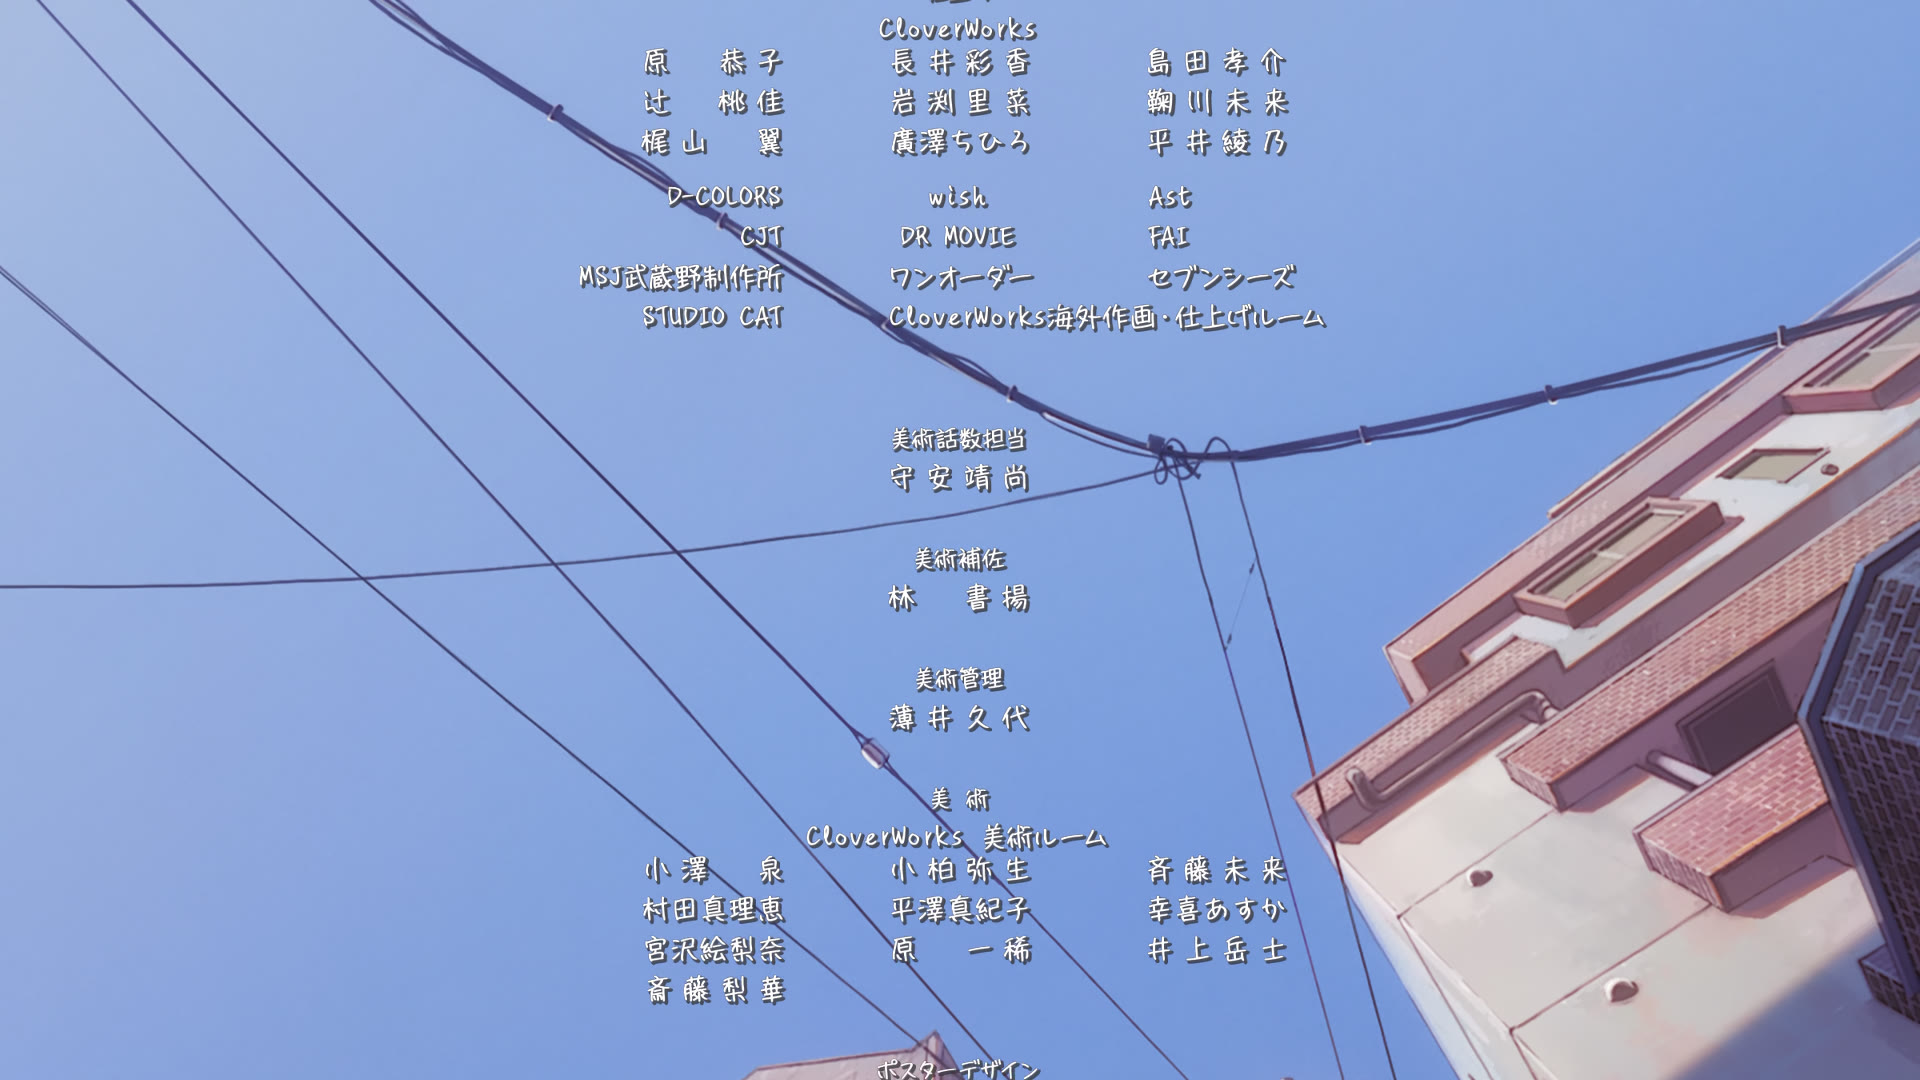 CloverWorks
原　恭子　長井彩香　島田孝介
辻　桃佳　岩渕里菜　鞠川未来
梶山　翼　廣澤ちひろ　平井綾乃
D-COLORS　wish　Ast
CJT　DR MOVIE　FAI
MSJ武蔵野制作所　ワンオーダー　セブンシーズ
STUDIO CAT　CloverWorks海外作画・仕上げルーム
美術話数担当
守安靖尚
美術補佐
林　書揚
美術管理
薄井久代
美術
CloverWorks 美術ルーム
小澤　泉　小柏弥生　斉藤未来
村田真理恵　平澤真紀子　幸喜あすか
宮沢絵梨奈　原　一稀　井上岳士
斎藤梨華
ポスターデザイン